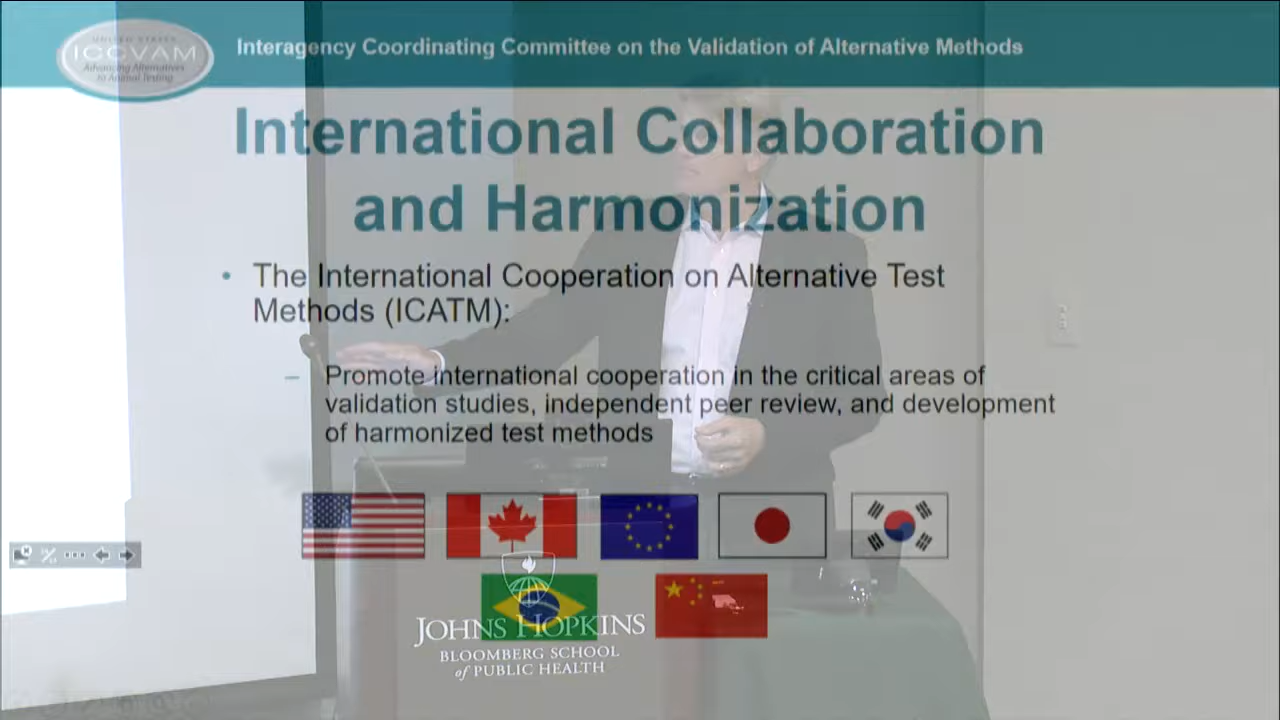 UNITED STATES
ICCVAM
Advancing Alternatives
to Animal Testing
Interagency Coordinating Committee on the Validation of Alternative Methods
International Collaboration
and Harmonization
• The International Cooperation on Alternative Test
Methods (ICATM):
– Promote international cooperation in the critical areas of
validation studies, independent peer review, and development
of harmonized test methods
JOHNS HOPKINS
BLOOMBERG SCHOOL
of PUBLIC HEALTH